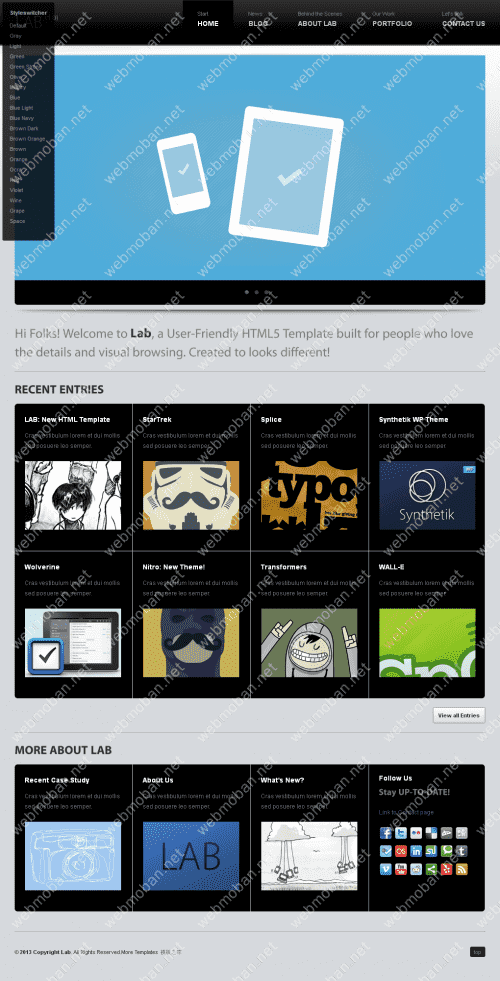 Styleswitcher
Default
Gray
Light
Green
Blue
Blue Light
Blue Navy
Brown Dark
Brown Orange
Brown
Orange
Violet
Wine
Grape
Space
Start
HOME
News
BLOG
Behind the Scenes
ABOUT LAB
Our Work
PORTFOLIO
CONTACT US
Hi Folks! Welcome to Lab, a User-Friendly HTML5 Template built for people who love
the details and visual browsing. Created to looks different!
RECENT ENTRIES
LAB: New HTML Template
Cras vestibulum lorem et dui mollis
sed posuere leo semper.
StarTrek
Cras vestibulum lorem et dui mollis
sed posuere leo semper.
Splice
Cras vestibulum lorem et dui mollis
sed posuere leo semper.
typo
Synthetik WP Theme
Cras vestibulum lorem et dui mollis
sed posuere leo semper.
Synthetik
Wolverine
Cras vestibulum lorem et dui mollis
sed posuere leo semper.
Nitro: New Theme!
Cras vestibulum lorem et dui mollis
sed posuere leo semper.
Transformers
Cras vestibulum lorem et dui mollis
sed posuere leo semper.
WALL-E
Cras vestibulum lorem et dui mollis
sed posuere leo semper.
View all Entries
MORE ABOUT LAB
Recent Case Study
Cras vestibulum lorem et dui mollis
sed posuere leo semper.
About Us
Cras vestibulum lorem et dui mollis
sed posuere leo semper.
LAB
What's New?
Cras vestibulum lorem et dui mollis
sed posuere leo semper.
Follow Us
Stay UP-TO-DATE!
Link to Contact page
© 2013 Copyright Lab. All Rights Reserved.More Templates
top
webmoban.net